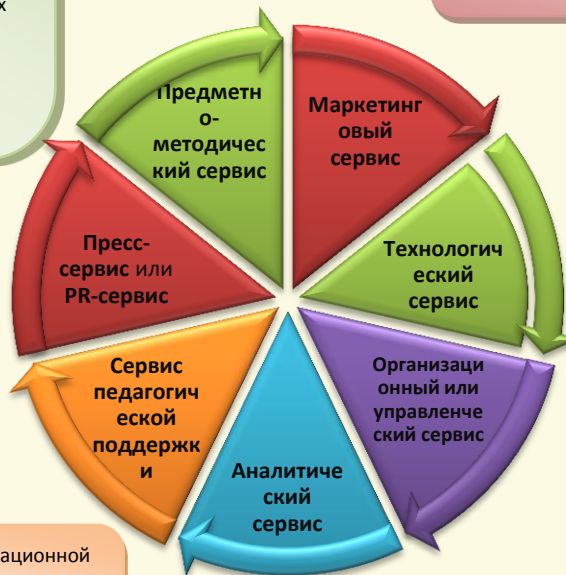 х
Предметн
о-
методичес
кий сервис
Маркетинг
овый
сервис
Технологич
еский
сервис
Организаци
онный или
управленче
ский сервис
Аналитиче
ский
сервис
Сервис
педагогич
еской
поддержк
и
Пресс-
сервис или
PR-сервис
ационной